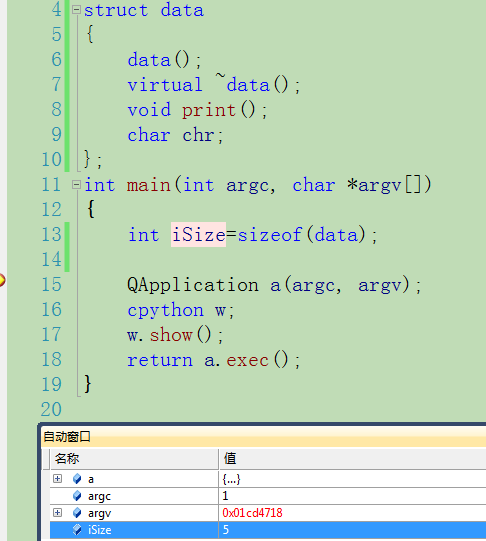 4 struct data
5 {
6 data();
7 virtual ~data();
8 void print();
9 char chr;
10 };
11 int main(int argc, char *argv[])
12 {
13 int iSize=sizeof(data);
14
15 QApplication a(argc, argv);
16 cpython w;
17 w.show();
18 return a.exec();
19 }
20
自动窗口
名称 值
a {...}
argc 1
argv 0x01cd4718
iSize 5